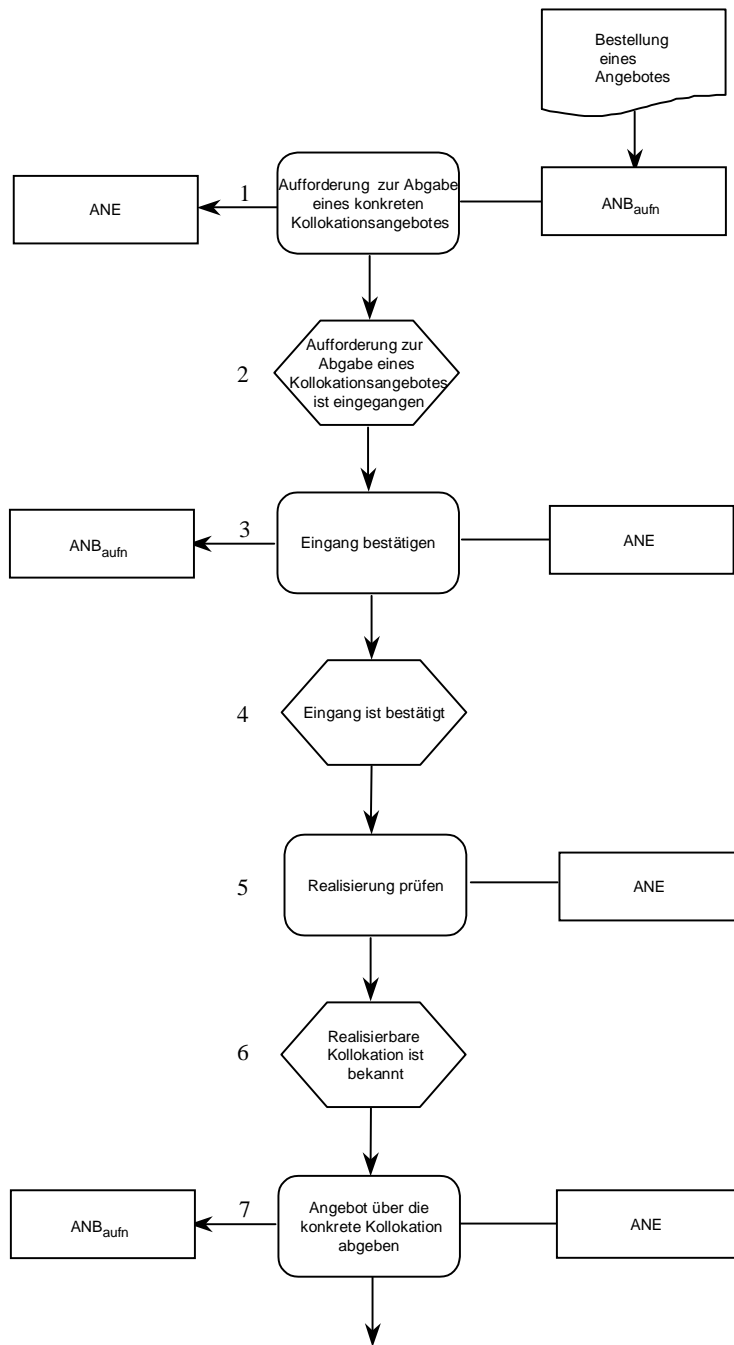 Bestellung
eines
Angebotes
ANE
1
Aufforderung zur Abgabe
eines konkreten
Kollokationsangebotes
ANBaufn
2
Aufforderung zur
Abgabe eines
Kollokationsangebotes
ist eingegangen
ANBaufn
3
Eingang bestätigen
ANE
4
Eingang ist bestätigt
5
Realisierung prüfen
ANE
6
Realisierbare
Kollokation ist
bekannt
ANBaufn
7
Angebot über die
konkrete Kollokation
abgeben
ANE